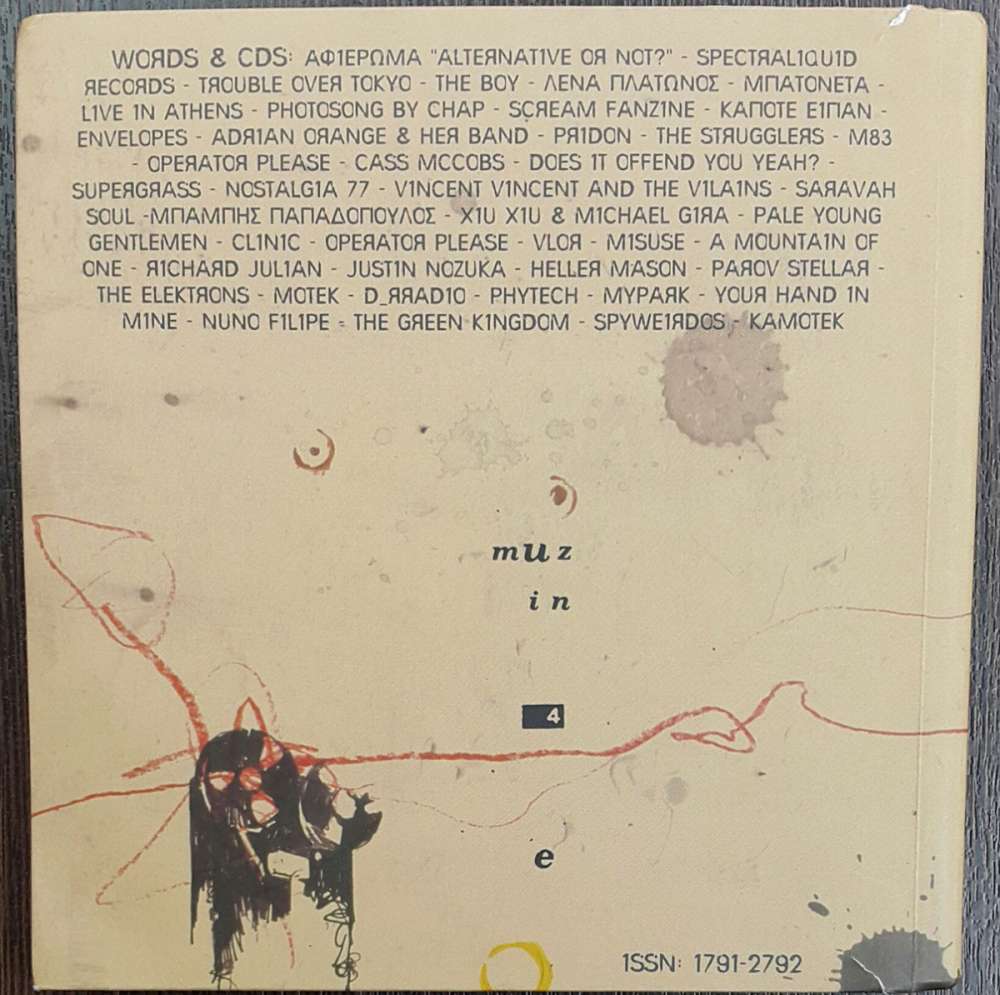 WORDS & CDS: ΑΦΙΕΡΩΜΑ "ALTERNATIVE OR NOT?" - SPECTRALIQUID
RECORDS - TROUBLE OVER TOKYO - THE BOY - ΛΕΝΑ ΠΛΑΤΩΝΟΣ - ΜΠΑΤΟΝΕΤΑ -
LIVE IN ATHENS - PHOTOSONG BY CHAP - SCREAM FANZINE - ΚΑΠΟΤΕ ΕΙΠΑΝ -
ENVELOPES - ADRIAN ORANGE & HER BAND - PRIDON - THE STRUGGLERS - M83
- OPERATOR PLEASE - CASS MCCOBS - DOES IT OFFEND YOU YEAH? -
SUPERGRASS - NOSTALGIA 77 - VINCENT VINCENT AND THE VILAINS - SARAVAH
SOUL -ΜΠΑΜΠΗΣ ΠΑΠΑΔΟΠΟΥΛΟΣ - XIU XIU & MICHAEL GIRA - PALE YOUNG
GENTLEMEN - CLINIC - OPERATOR PLEASE - VLOR - MISUSE - A MOUNTAIN OF
ONE - RICHARD JULIAN - JUSTIN NOZUKA - HELLER MASON - PAROV STELLAR -
THE ELEKTRONS - MOTEK - D_RRADIO - PHYTECH - MYPARK - YOUR HAND IN
MINE - NUNO FILIPE - THE GREEN KINGDOM - SPYWEIRDOS - KAMOTEK
muz
in
4
e
ISSN: 1791-2792